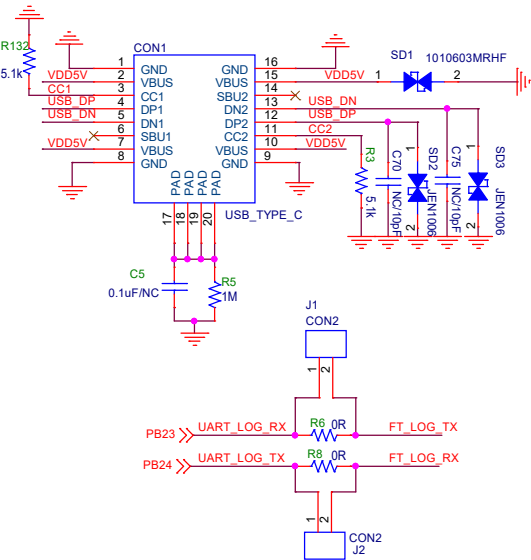 CON1
R132
5.1k
VDD5V
CC1
USB_DP
USB_DN
VDD5V
1
2
3
4
5
6
7
8
GND
VBUS
CC1
DP1
DN1
SBU1
VBUS
GND
GND
VBUS
SBU2
DN2
DP2
CC2
VBUS
GND
16
15
14
13
12
11
10
9
VDD5V
USB_DN
USB_DP
CC2
VDD5V
SD1 1010603MRHF
1 2
R3
5.1k
C70
NC/10pF
1
SD2
JEN1006
2
C75
NC/10pF
1
SD3
JEN1006
2
PAD
PAD
PAD
PAD
17
18
19
20
USB_TYPE_C
C5
0.1uF/NC
R5
1M
J1
CON2
1
2
PB23 UART_LOG_RX R6 0R FT_LOG_TX
PB24 UART_LOG_TX R8 0R FT_LOG_RX
1
2
CON2
J2